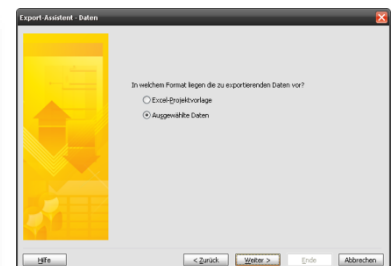 Export-Assistent - Daten
In welchem Format liegen die zu exportierenden Daten vor?
Excel-Projektvorlage
Ausgewählte Daten
Hilfe
< Zurück
Weiter >
Ende
Abbrechen